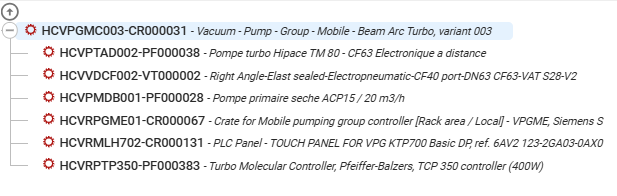 HCVPGMC003-CR000031 - Vacuum - Pump - Group - Mobile - Beam Arc Turbo, variant 003
HCVPTAD002-PF000038 - Pompe turbo Hipace TM 80 - CF63 Electronique a distance
HCVVDCF002-VT000002 - Right Angle-Elast sealed-Electropneumatic-CF40 port-DN63 CF63-VAT S28-V2
HCVPMDB001-PF000028 - Pompe primaire seche ACP15 / 20 m3/h
HCVRPGME01-CR000067 - Crate for Mobile pumping group controller [Rack area / Local] - VPGME, Siemens S
HCVRMLH702-CR000131 - PLC Panel - TOUCH PANEL FOR VPG KTP700 Basic DP, ref. 6AV2 123-2GA03-0AX0
HCVRPTP350-PF000383 - Turbo Molecular Controller, Pfeiffer-Balzers, TCP 350 controller (400W)